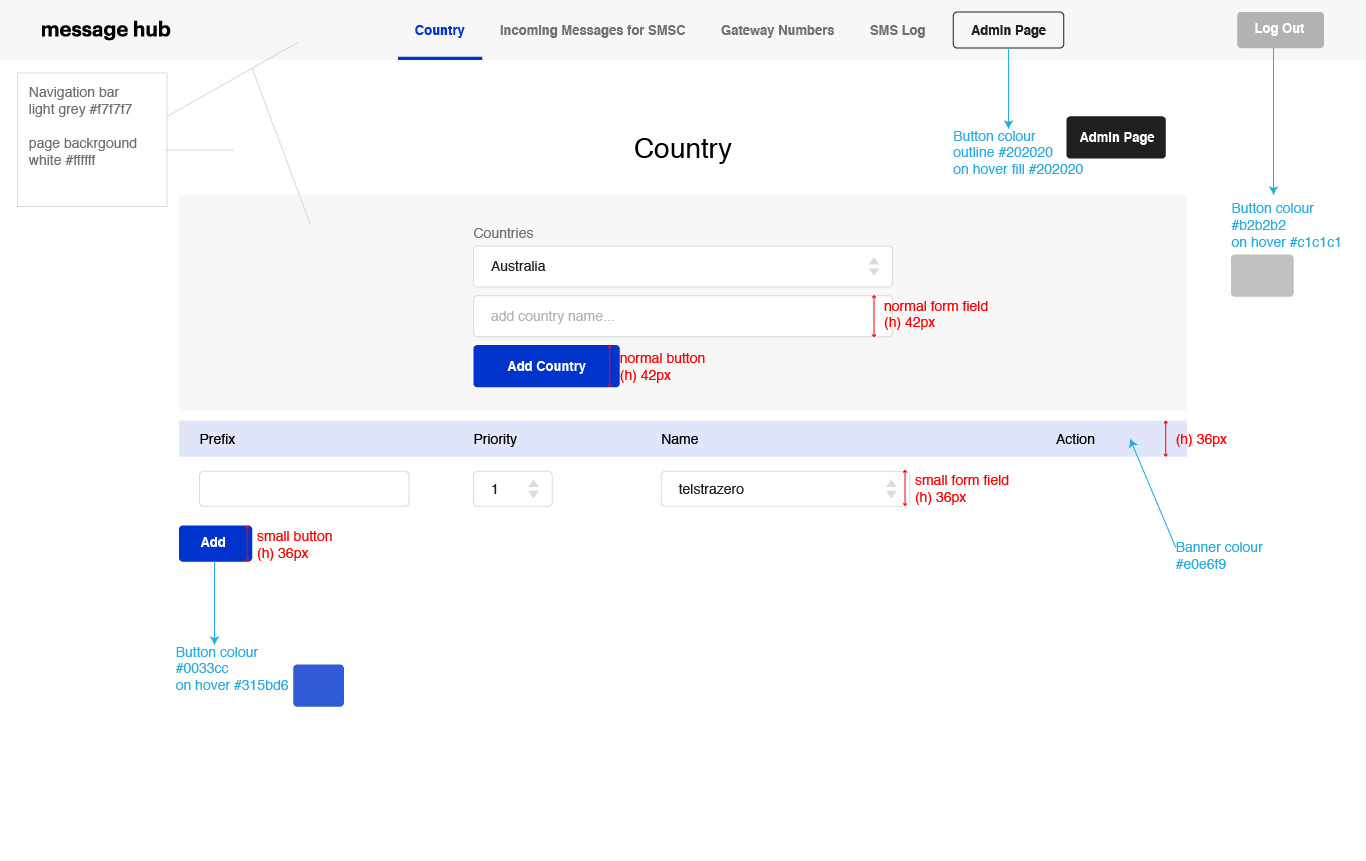 message hub
Country
Incoming Messages for SMSC
Gateway Numbers
SMS Log
Admin Page
Log Out
Navigation bar
light grey #f7f7f7
page backrgound
white #ffffff
Country
Button colour
outline #202020
on hover fill #202020
Admin Page
Button colour
#b2b2b2
on hover #c1c1c1
Countries
Australia
add country name...
normal form field
(h) 42px
Add Country
normal button
(h) 42px
Prefix
Priority
Name
Action
(h) 36px
1
telstrazero
small form field
(h) 36px
Add
small button
(h) 36px
Banner colour
#e0e6f9
Button colour
#0033cc
on hover #315bd6